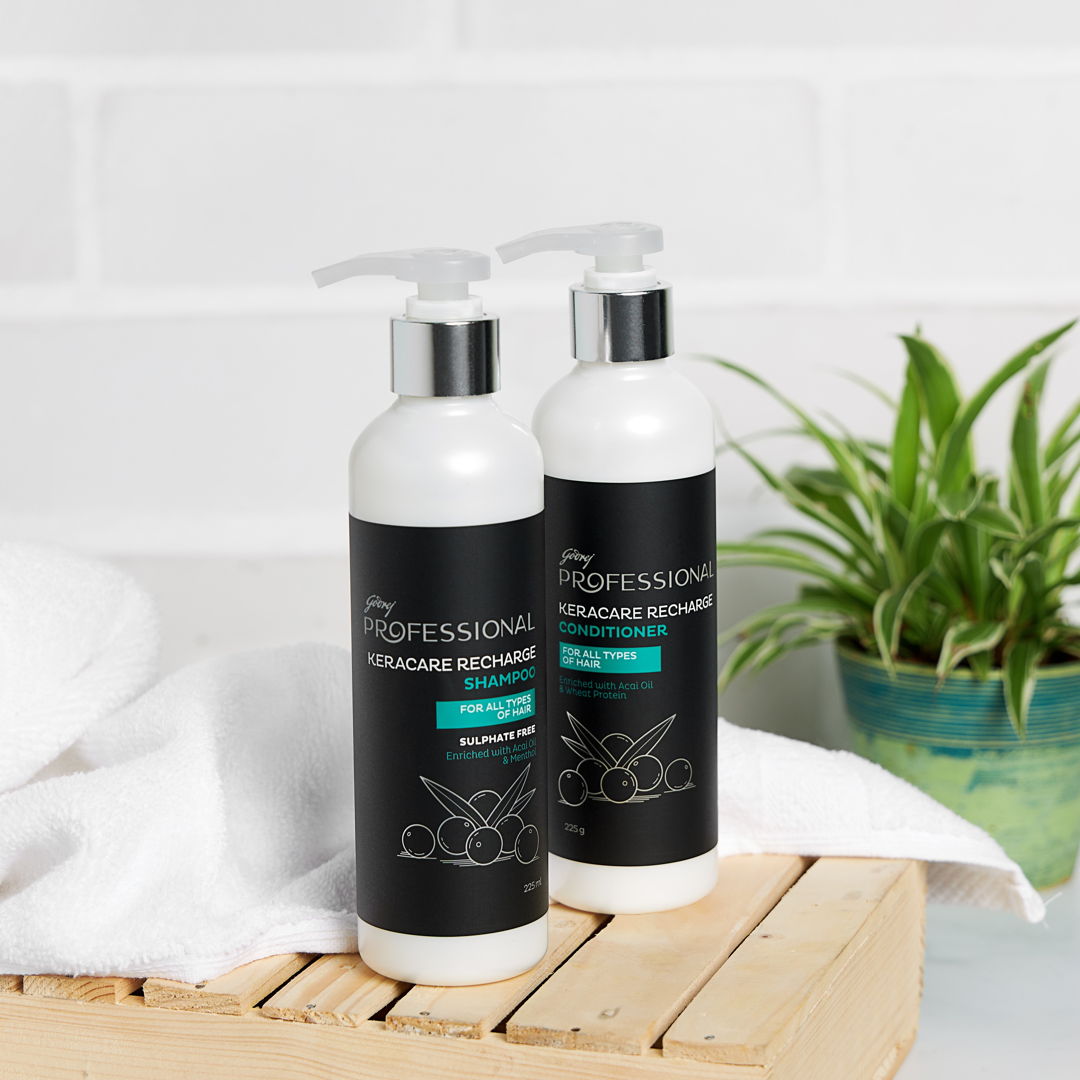 Godrej
PROFESSIONAL
KERACARE RECHARGE
SHAMPOO
FOR ALL TYPES
OF HAIR
SULPHATE FREE
Enriched with Acai Oil
& Menthol
225 ml
Godrej
PROFESSIONAL
KERACARE RECHARGE
CONDITIONER
FOR ALL TYPES
OF HAIR
Enriched with Acai Oil
& Wheat Protein
225 g